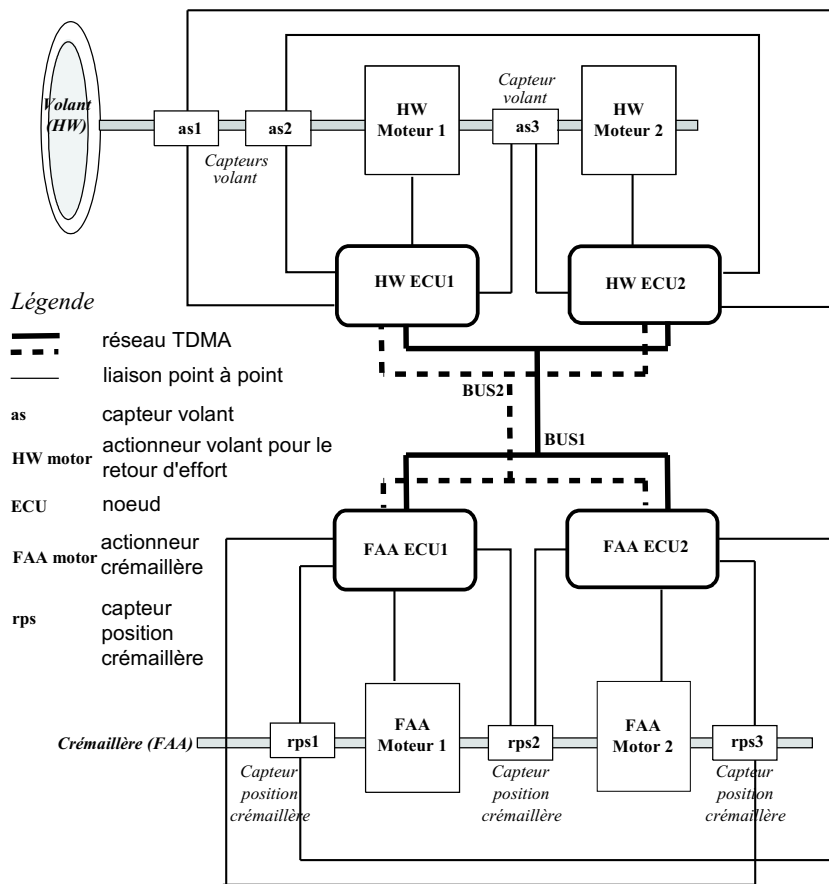 Volant
(HW)
as1
as2
Capteurs
volant
HW
Moteur 1
Capteur
volant
as3
HW
Moteur 2
HW ECU1
HW ECU2
Légende
réseau TDMA
liaison point à point
as
capteur volant
HW motor
actionneur volant pour le
retour d'effort
ECU
noeud
FAA motor
actionneur
crémaillère
rps
capteur
position
crémaillère
BUS2
BUS1
FAA ECU1
FAA ECU2
Crémaillère (FAA)
rps1
Capteur
position
crémaillère
FAA
Moteur 1
rps2
Capteur
position
crémaillère
FAA
Motor 2
rps3
Capteur
position
crémaillère